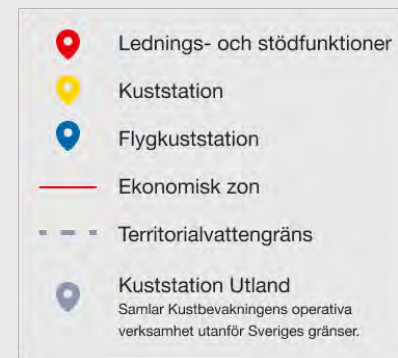 Lednings- och stödfunktioner
Kuststation
Flygkuststation
Ekonomisk zon
Territorialvattengräns
Kuststation Utland
Samlar Kustbevakningens operativa
verksamhet utanför Sveriges gränser.